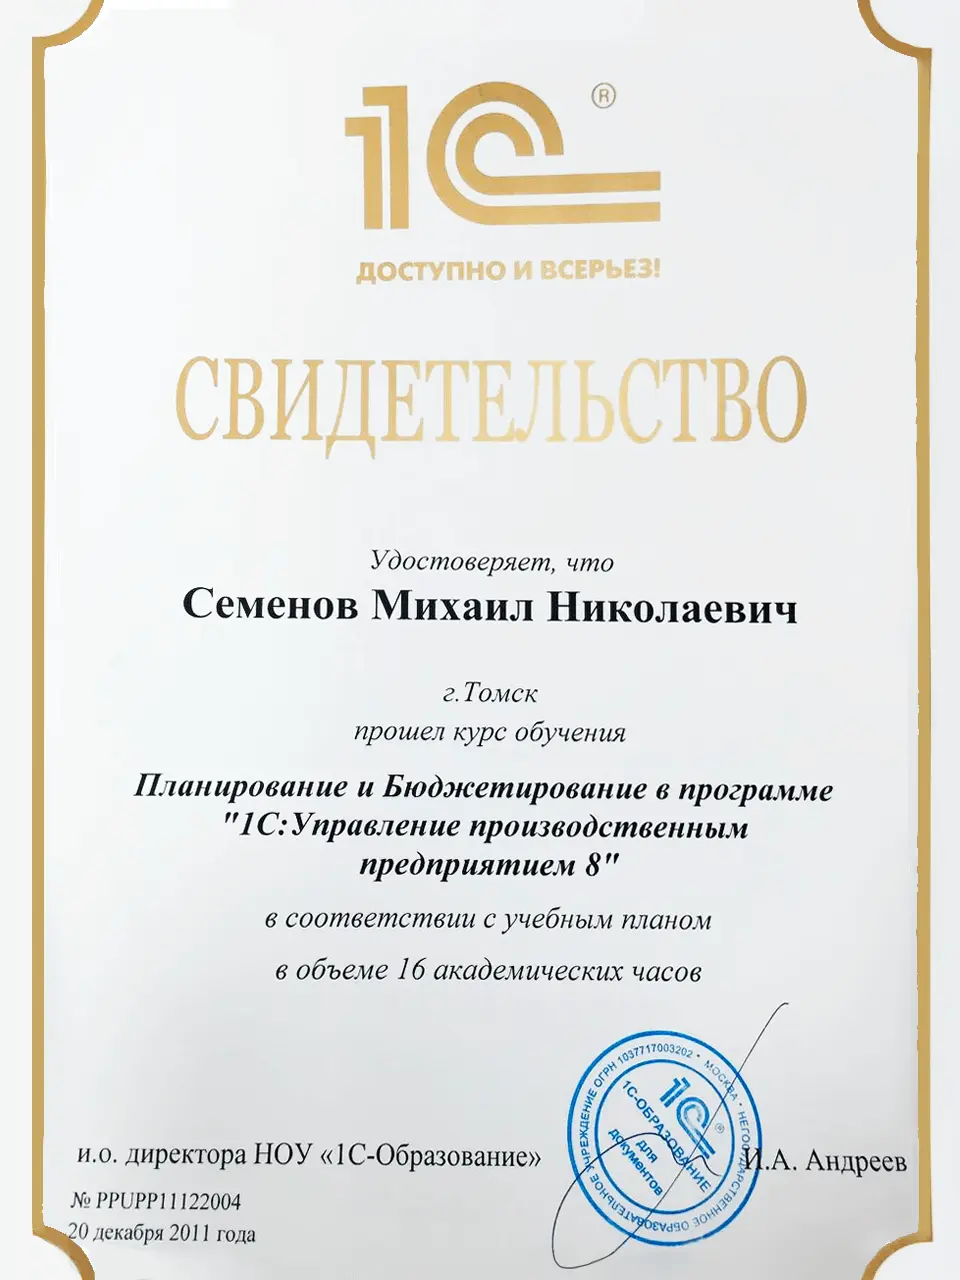 1С®
ДОСТУПНО И ВСЕРЬЕЗ!
СВИДЕТЕЛЬСТВО
Удостоверяет, что
Семенов Михаил Николаевич
г.Томск
прошел курс обучения
Планирование и Бюджетирование в программе
"1С:Управление производственным
предприятием 8"
в соответствии с учебным планом
в объеме 16 академических часов
и.о. директора НОУ «1С-Образование»
И.А. Андреев
№ PPUPP11122004
20 декабря 2011 года
НЕГОСУДАРСТВЕННОЕ ОБРАЗОВАТЕЛЬНОЕ УЧРЕЖДЕНИЕ ОГРН 1037717003202 • МОСКВА •
1С®
1С-ОБРАЗОВАНИЕ
для
документов